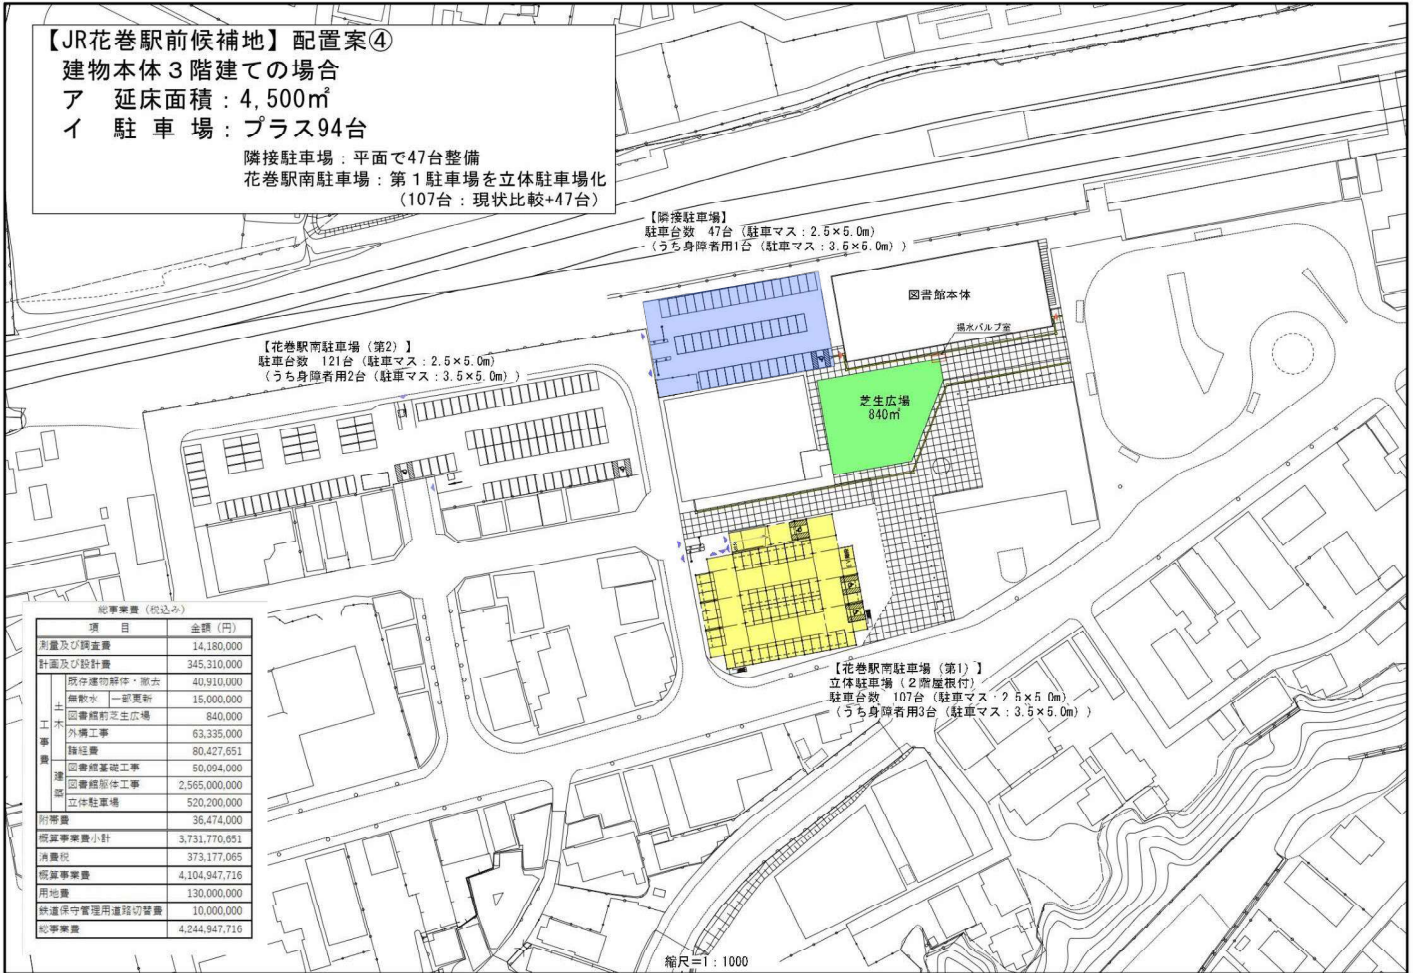 【JR花巻駅前候補地】配置案④
建物本体３階建ての場合
ア 延床面積：4,500㎡
イ 駐車場：プラス94台
隣接駐車場：平面で47台整備
花巻駅南駐車場：第１駐車場を立体駐車場化
（107台：現状比較+47台）
【隣接駐車場】
駐車台数 47台（駐車マス：2.5×5.0m）
（うち身障者用1台（駐車マス：3.5×5.0m））
図書館本体
揚水バルブ室
【花巻駅南駐車場（第2）】
駐車台数 121台（駐車マス：2.5×5.0m）
（うち身障者用2台（駐車マス：3.5×5.0m））
芝生広場
840㎡
【花巻駅南駐車場（第1）】
立体駐車場（２階屋根付）
駐車台数 107台（駐車マス：2.5×5.0m）
（うち身障者用3台（駐車マス：3.5×5.0m））
総事業費（税込み）
項 目 金額（円）
測量及び調査費 14,180,000
計画及び設計費 345,310,000
工事費 土木 既存建物解体・撤去 40,910,000
無散水 一部更新 15,000,000
図書館前芝生広場 840,000
外構工事 63,335,000
諸経費 80,427,651
建築 図書館基礎工事 50,094,000
図書館躯体工事 2,565,000,000
立体駐車場 520,200,000
附帯費 36,474,000
概算事業費小計 3,731,770,651
消費税 373,177,065
概算事業費 4,104,947,716
用地費 130,000,000
鉄道保守管理用道路切替費 10,000,000
総事業費 4,244,947,716
縮尺=1：1000